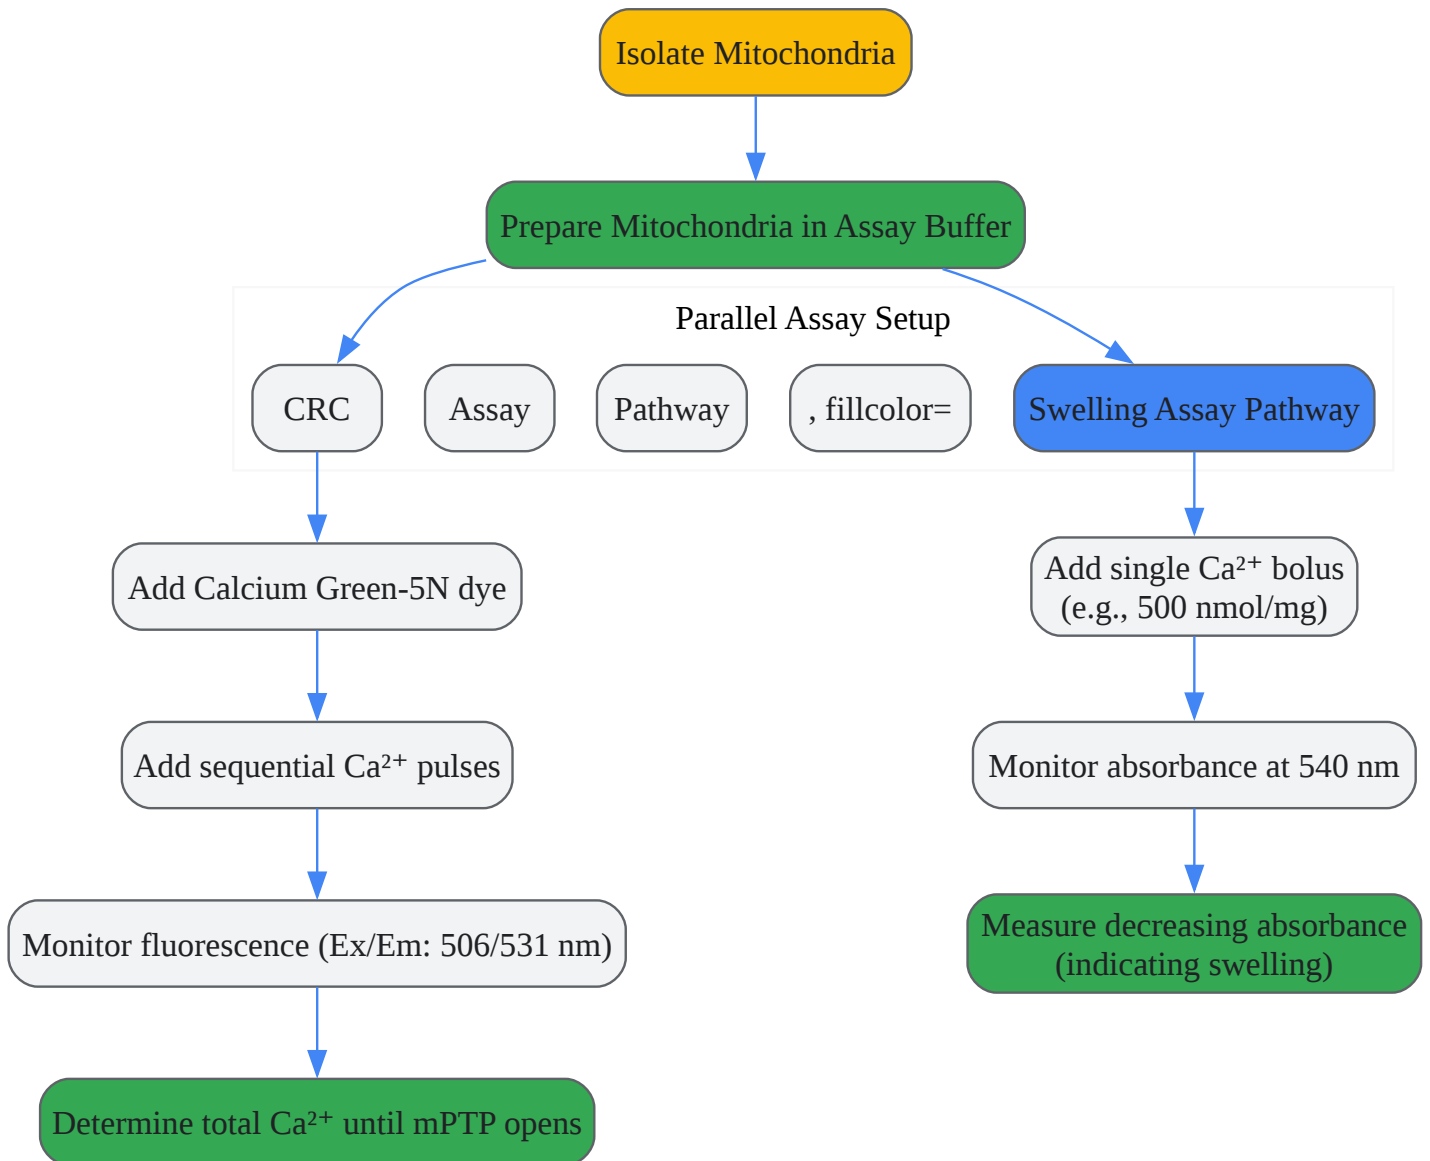 Isolate Mitochondria
Prepare Mitochondria in Assay Buffer
Parallel Assay Setup
CRC
Assay
Pathway
, fillcolor=
Swelling Assay Pathway
Add Calcium Green-5N dye
Add single Ca²⁺ bolus
(e.g., 500 nmol/mg)
Add sequential Ca²⁺ pulses
Monitor absorbance at 540 nm
Monitor fluorescence (Ex/Em: 506/531 nm)
Measure decreasing absorbance
(indicating swelling)
Determine total Ca²⁺ until mPTP opens